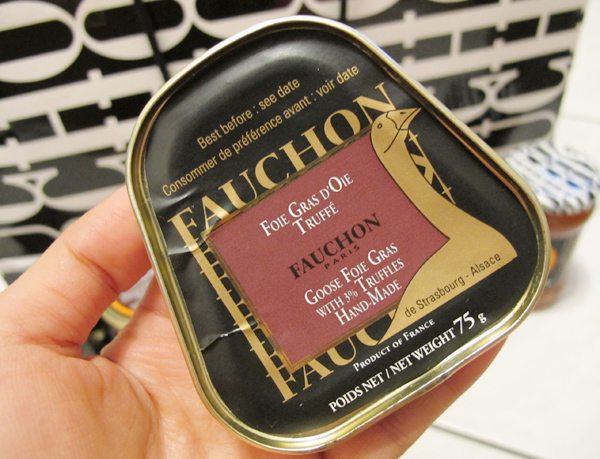 Best before : see date
Consommer de préférence avant : voir date
FAUCHON
FOIE GRAS D'OIE
TRUFFÉ
FAUCHON
PARIS
GOOSE FOIE GRAS
WITH 3% TRUFFLES
HAND-MADE
de Strasbourg - Alsace
FAUC
PRODUCT OF FRANCE
POIDS NET / NET WEIGHT 75 g